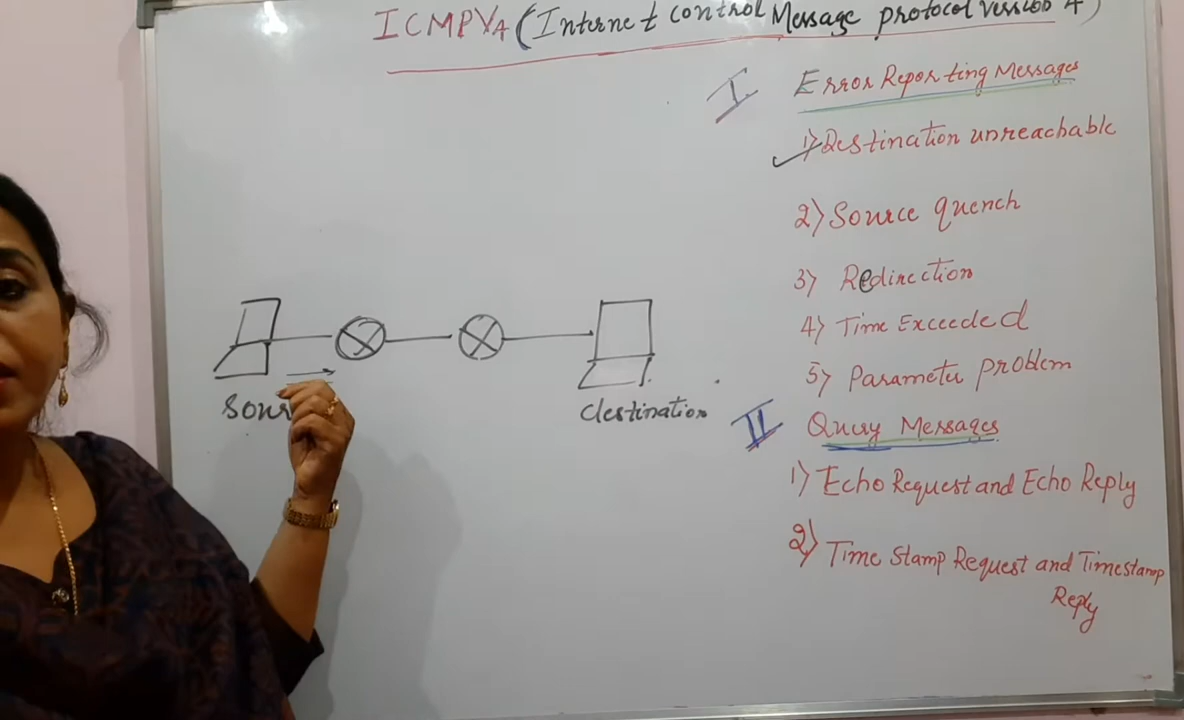 ICMPV4 (Internet control Message protocol version 4)
I Error Reporting Messages
1) Destination unreachable
2) Source quench
3) Redirection
4) Time Exceeded
5) Parameter problem
II Query Messages
1) Echo Request and Echo Reply
2) Time Stamp Request and Timestamp
Reply
Sour
destination